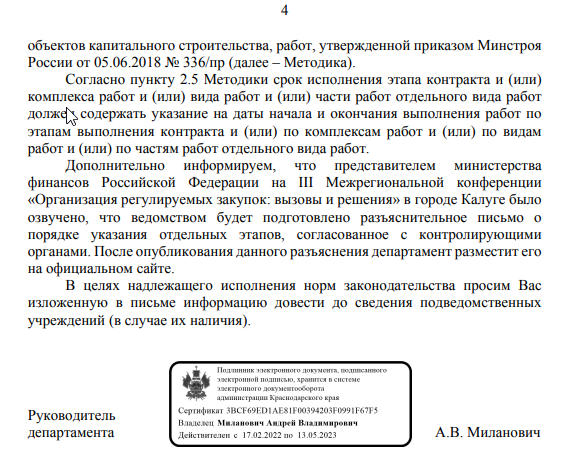 4
объектов капитального строительства, работ, утвержденной приказом Минстроя
России от 05.06.2018 № 336/пр (далее – Методика).
Согласно пункту 2.5 Методики срок исполнения этапа контракта и (или)
комплекса работ и (или) вида работ и (или) части работ отдельного вида работ
должен содержать указание на даты начала и окончания выполнения работ по
этапам выполнения контракта и (или) по комплексам работ и (или) по видам
работ и (или) по частям работ отдельного вида работ.
Дополнительно информируем, что представителем министерства
финансов Российской Федерации на III Межрегиональной конференции
«Организация регулируемых закупок: вызовы и решения» в городе Калуге было
озвучено, что ведомством будет подготовлено разъяснительное письмо о
порядке указания отдельных этапов, согласованное с контролирующими
органами. После опубликования данного разъяснения департамент разместит его
на официальном сайте.
В целях надлежащего исполнения норм законодательства просим Вас
изложенную в письме информацию довести до сведения подведомственных
учреждений (в случае их наличия).
Подлинник электронного документа, подписанного
электронной подписью, хранится в системе
электронного документооборота
администрации Краснодарского края
Сертификат 3BCF69ED1AE81F00394203F0991F67F5
Владелец Миланович Андрей Владимирович
Действителен с 17.02.2022 по 13.05.2023
Руководитель
департамента А.В. Миланович